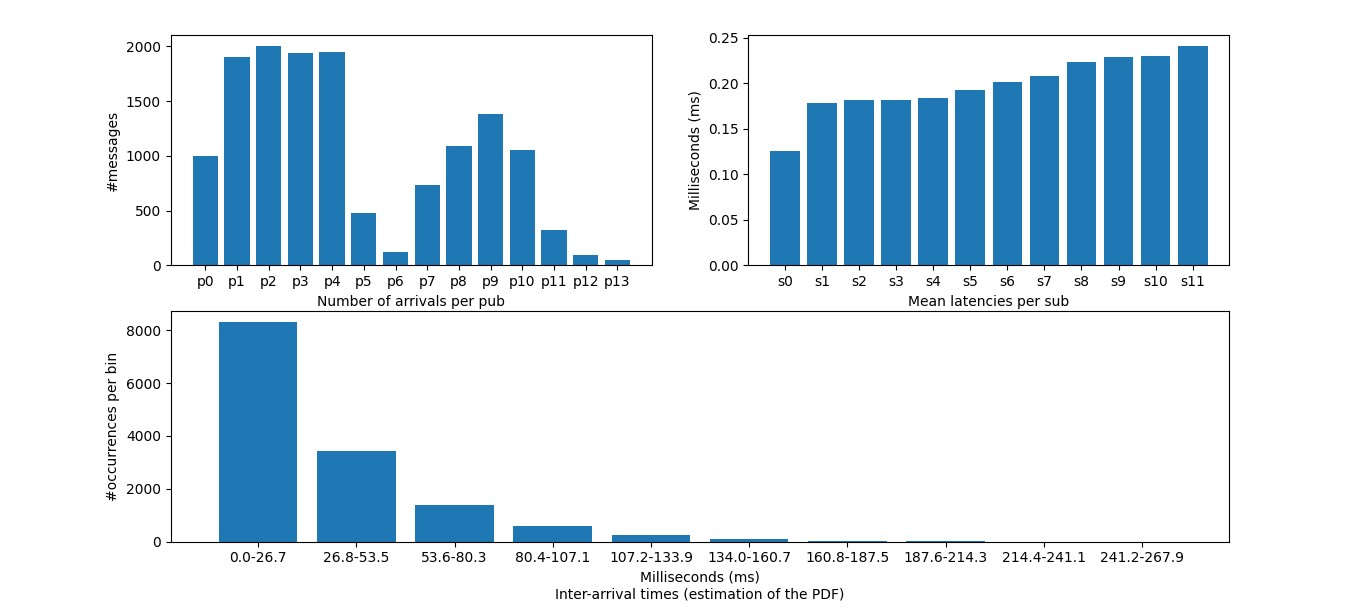 2000
1500
1000
500
0
#messages
p0 p1 p2 p3 p4 p5 p6 p7 p8 p9 p10 p11 p12 p13
Number of arrivals per pub
0.25
0.20
0.15
0.10
0.05
0.00
Milliseconds (ms)
s0 s1 s2 s3 s4 s5 s6 s7 s8 s9 s10 s11
Mean latencies per sub
8000
6000
4000
2000
0
#occurrences per bin
0.0-26.7 26.8-53.5 53.6-80.3 80.4-107.1 107.2-133.9 134.0-160.7 160.8-187.5 187.6-214.3 214.4-241.1 241.2-267.9
Milliseconds (ms)
Inter-arrival times (estimation of the PDF)